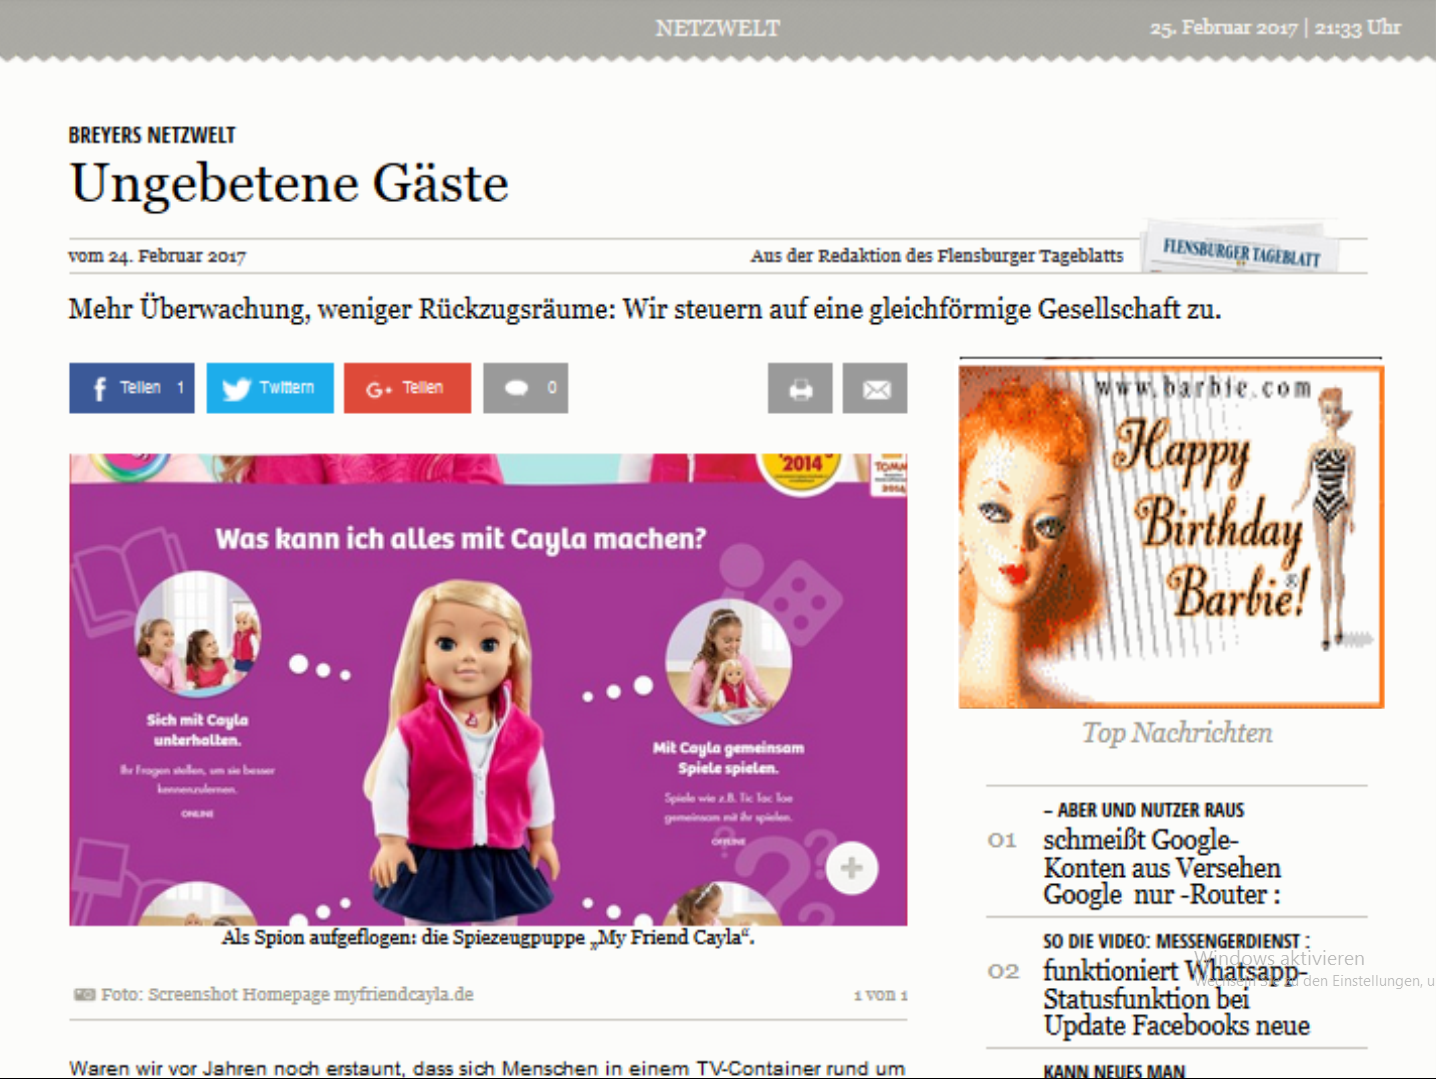 NETZWELT
25. Februar 2017 | 21:33 Uhr
BREYERS NETZWELT
Ungebetene Gäste
vom 24. Februar 2017
Aus der Redaktion des Flensburger Tageblatts
FLENSBURGER TAGEBLATT
Mehr Überwachung, weniger Rückzugsräume: Wir steuern auf eine gleichförmige Gesellschaft zu.
Teilen 1
Twittern
G+ Teilen
0
2014
TOMMI
2014
Was kann ich alles mit Cayla machen?
Sich mit Cayla
unterhalten.
Ihr Fragen stellen, um sie besser
kennenzulernen.
ONLINE
Mit Cayla gemeinsam
Spiele spielen.
Spiele wie z.B. Tic Tac Toe
gemeinsam mit ihr spielen.
OFFLINE
Als Spion aufgeflogen: die Spiezeugpuppe „My Friend Cayla“.
Foto: Screenshot Homepage myfriendcayla.de
1 von 1
Waren wir vor Jahren noch erstaunt, dass sich Menschen in einem TV-Container rund um
www.barbie.com
Happy
Birthday
Barbie®!
Top Nachrichten
– ABER UND NUTZER RAUS
01
schmeißt Google-
Konten aus Versehen
Google nur -Router :
SO DIE VIDEO: MESSENGERDIENST :
02
funktioniert Whatsapp-
Statusfunktion bei
Update Facebooks neue
KANN NEUES MAN
Windows aktivieren
Wechseln Sie zu den Einstellungen, u